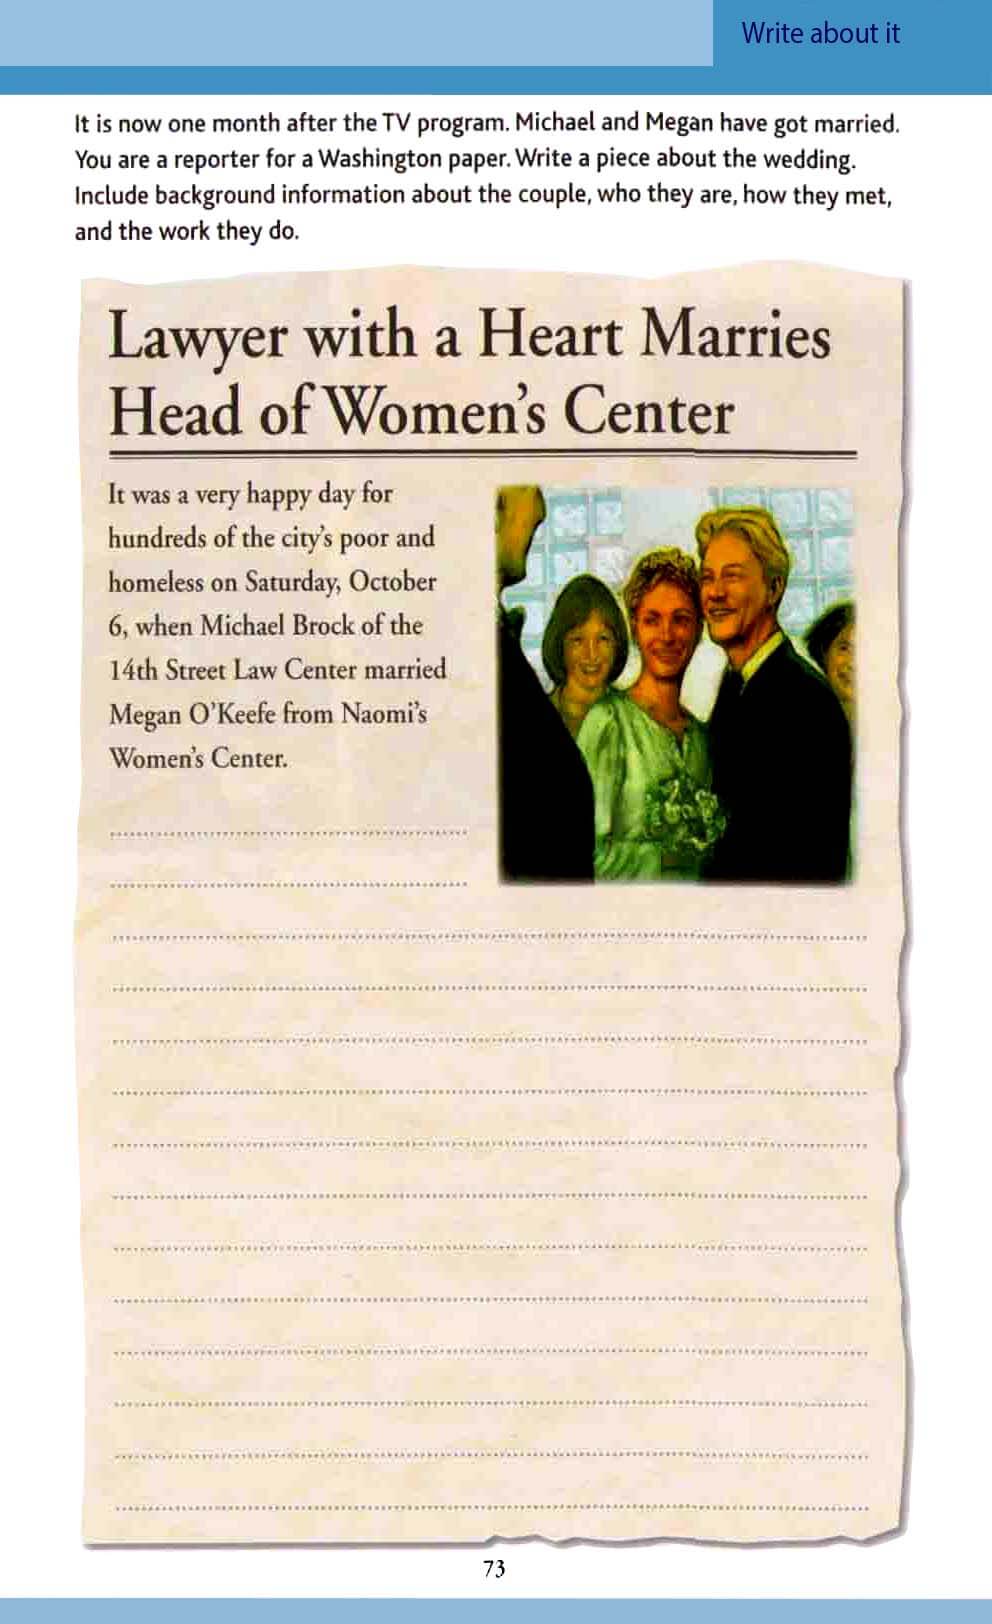 Write about it
It is now one month after the TV program. Michael and Megan have got married.
You are a reporter for a Washington paper. Write a piece about the wedding.
Include background information about the couple, who they are, how they met,
and the work they do.
Lawyer with a Heart Marries
Head of Women's Center
It was a very happy day for
hundreds of the city's poor and
homeless on Saturday, October
6, when Michael Brock of the
14th Street Law Center married
Megan O'Keefe from Naomi's
Women's Center.
73